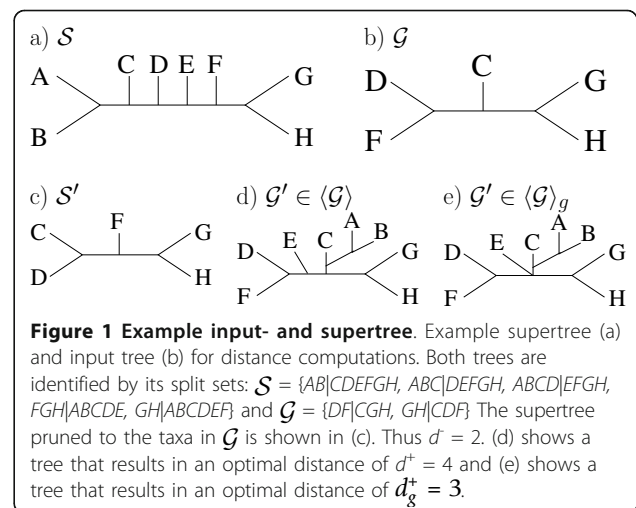 a) 𝒮
A
B
C
D
E
F
G
H
b) 𝒢
D
F
C
G
H
c) 𝒮′
C
D
F
G
H
d) 𝒢′ ∈ ⟨𝒢⟩
D
F
E
C
A
B
G
H
e) 𝒢′ ∈ ⟨𝒢⟩g
D
F
E
C
A
B
G
H
Figure 1 Example input- and supertree. Example supertree (a)
and input tree (b) for distance computations. Both trees are
identified by its split sets: 𝒮 = {AB|CDEFGH, ABC|DEFGH, ABCD|EFGH,
FGH|ABCDE, GH|ABCDEF} and 𝒢 = {DF|CGH, GH|CDF} The supertree
pruned to the taxa in 𝒢 is shown in (c). Thus d⁻ = 2. (d) shows a
tree that results in an optimal distance of d⁺ = 4 and (e) shows a
tree that results in an optimal distance of d⁺g = 3.